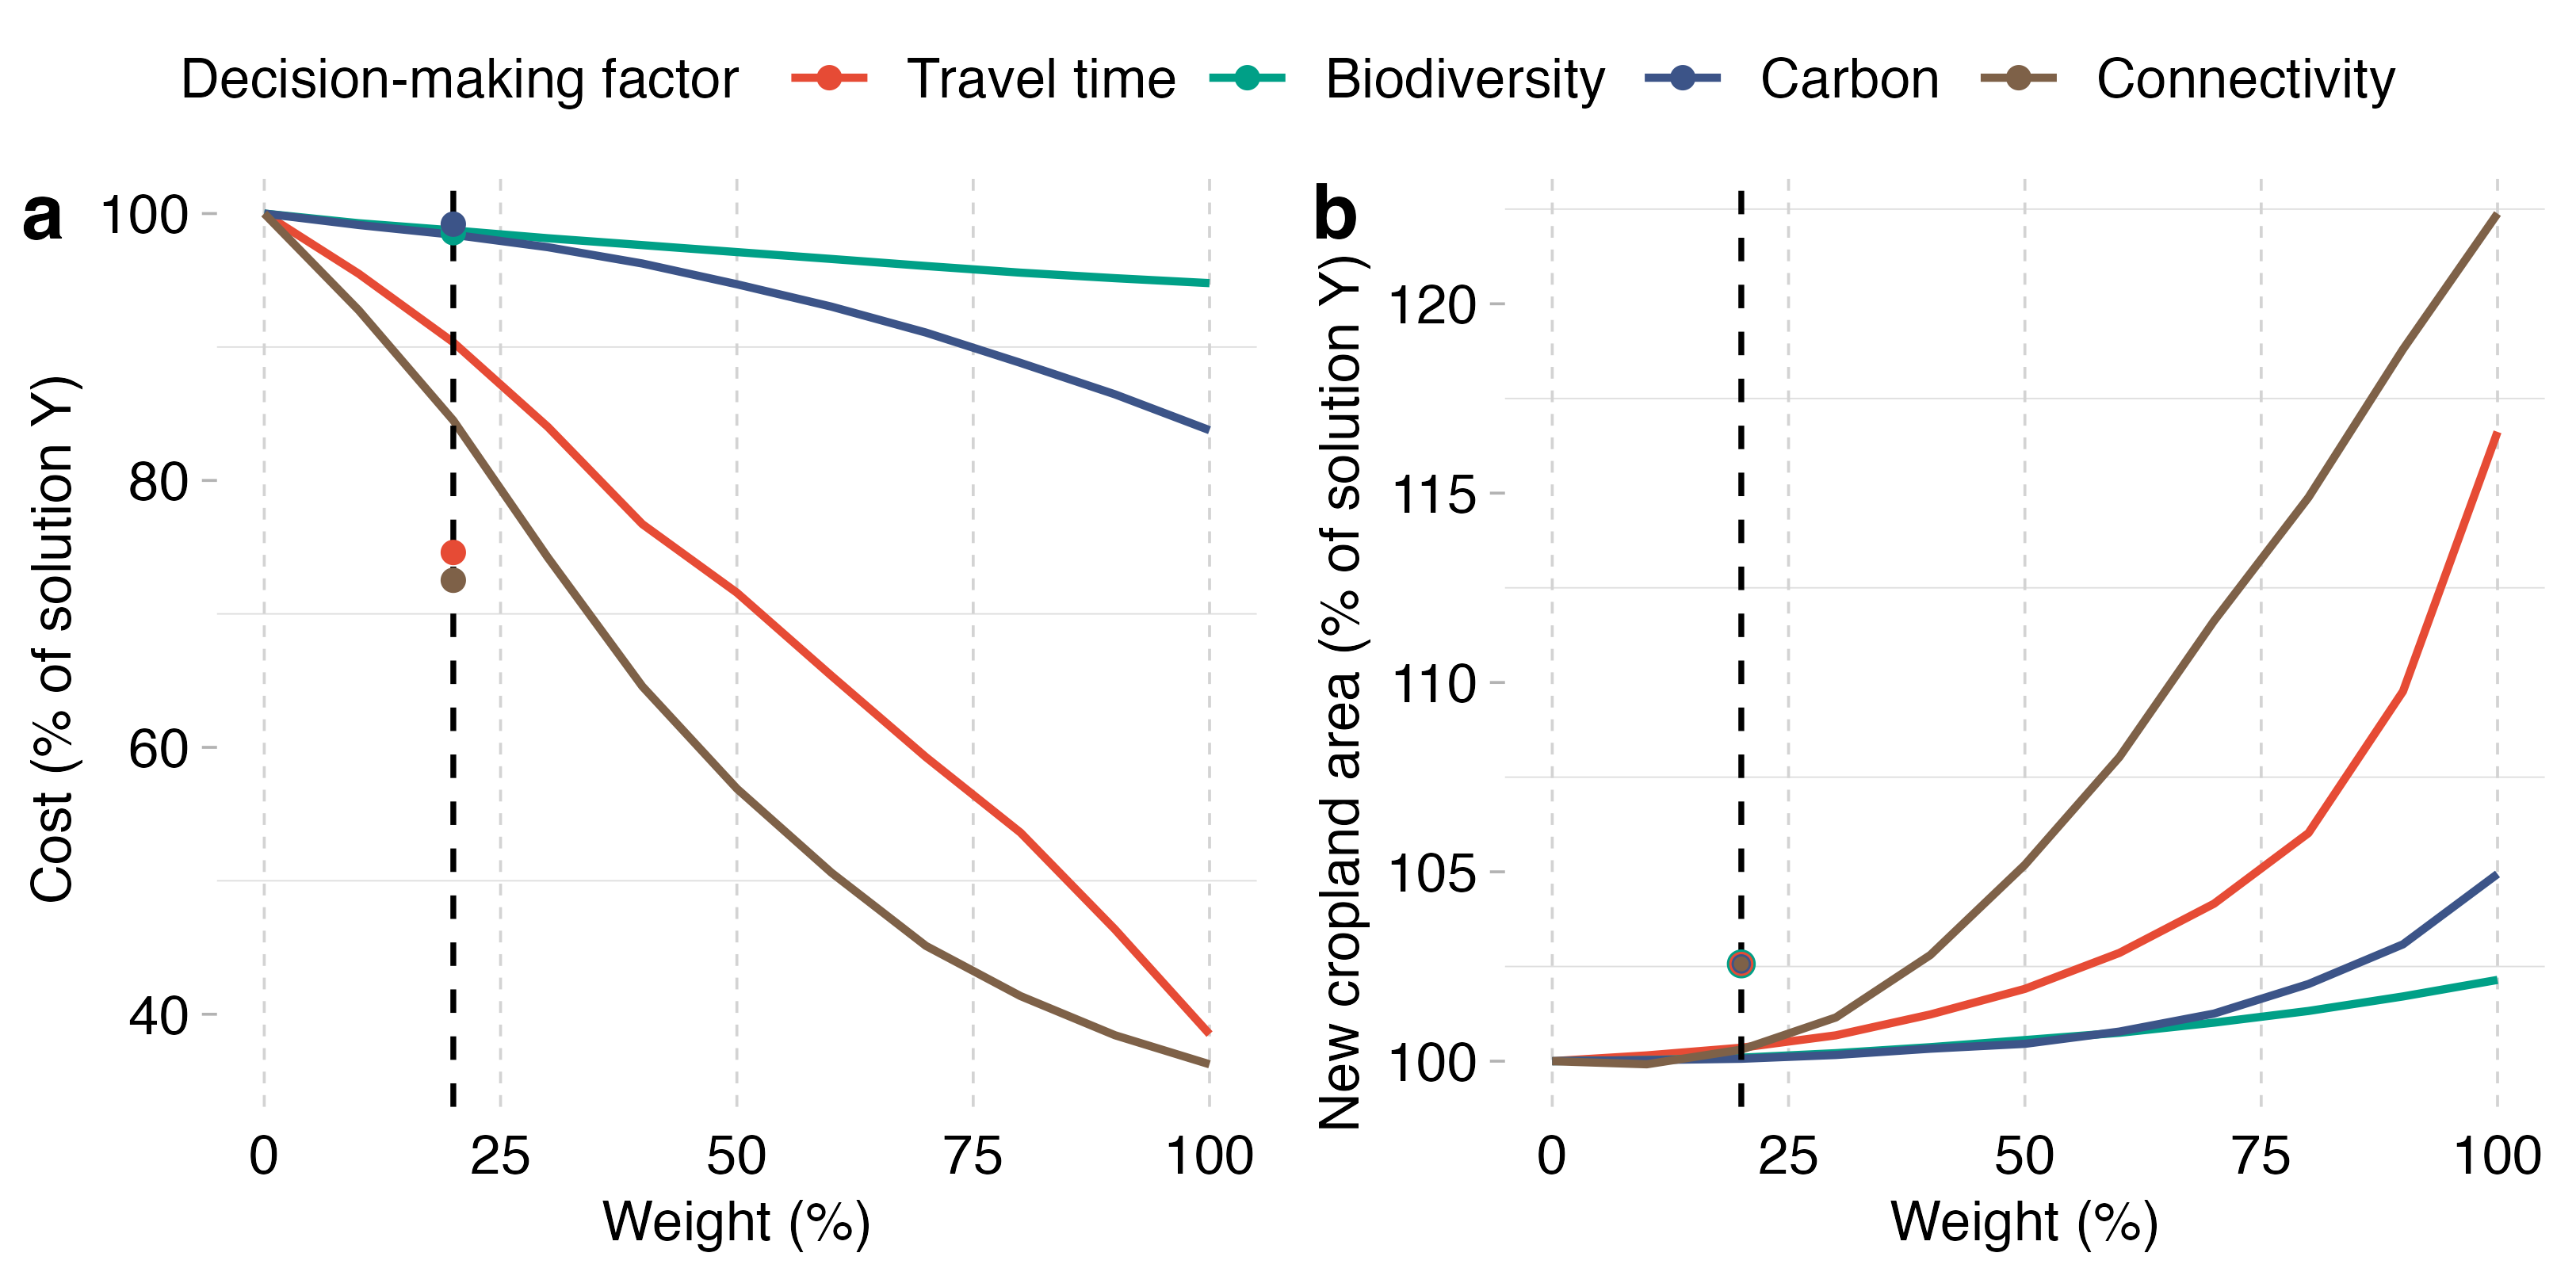 Decision-making factor Travel time Biodiversity Carbon Connectivity
a
Cost (% of solution Y)
100
80
60
40
0 25 50 75 100
Weight (%)
b
New cropland area (% of solution Y)
120
115
110
105
100
0 25 50 75 100
Weight (%)